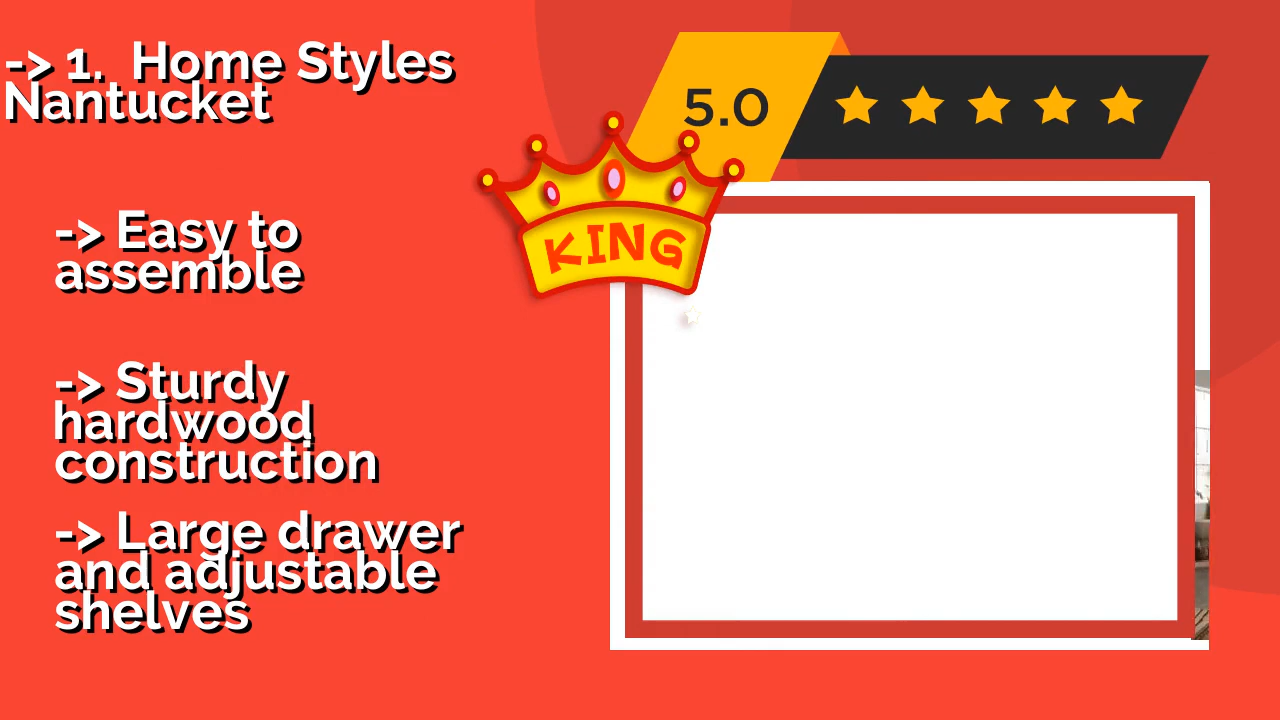 -> 1.  Home Styles
Nantucket
5.0
KING
-> Easy to
assemble
-> Sturdy
hardwood
construction
-> Large drawer
and adjustable
shelves